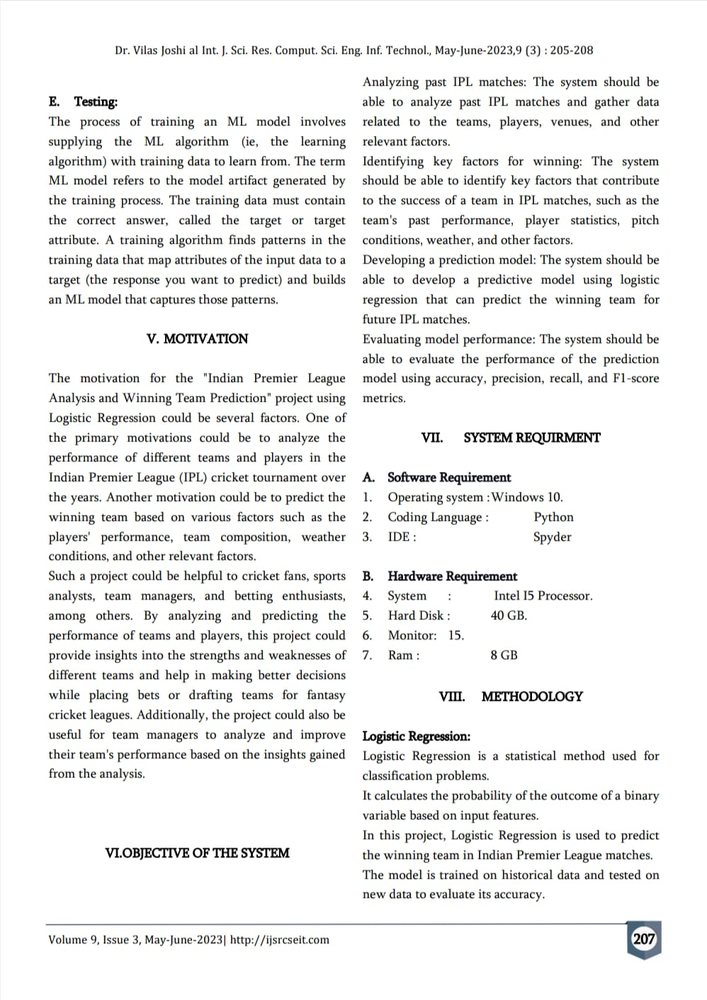 Dr. Vilas Joshi al Int. J. Sci. Res. Comput. Sci. Eng. Inf. Technol., May-June-2023,9 (3) : 205-208
E. Testing:
The process of training an ML model involves
supplying the ML algorithm (ie, the learning
algorithm) with training data to learn from. The term
ML model refers to the model artifact generated by
the training process. The training data must contain
the correct answer, called the target or target
attribute. A training algorithm finds patterns in the
training data that map attributes of the input data to a
target (the response you want to predict) and builds
an ML model that captures those patterns.
V. MOTIVATION
The motivation for the "Indian Premier League
Analysis and Winning Team Prediction" project using
Logistic Regression could be several factors. One of
the primary motivations could be to analyze the
performance of different teams and players in the
Indian Premier League (IPL) cricket tournament over
the years. Another motivation could be to predict the
winning team based on various factors such as the
players' performance, team composition, weather
conditions, and other relevant factors.
Such a project could be helpful to cricket fans, sports
analysts, team managers, and betting enthusiasts,
among others. By analyzing and predicting the
performance of teams and players, this project could
provide insights into the strengths and weaknesses of
different teams and help in making better decisions
while placing bets or drafting teams for fantasy
cricket leagues. Additionally, the project could also be
useful for team managers to analyze and improve
their team's performance based on the insights gained
from the analysis.
VI.OBJECTIVE OF THE SYSTEM
Analyzing past IPL matches: The system should be
able to analyze past IPL matches and gather data
related to the teams, players, venues, and other
relevant factors.
Identifying key factors for winning: The system
should be able to identify key factors that contribute
to the success of a team in IPL matches, such as the
team's past performance, player statistics, pitch
conditions, weather, and other factors.
Developing a prediction model: The system should be
able to develop a predictive model using logistic
regression that can predict the winning team for
future IPL matches.
Evaluating model performance: The system should be
able to evaluate the performance of the prediction
model using accuracy, precision, recall, and F1-score
metrics.
VII. SYSTEM REQUIRMENT
A. Software Requirement
1. Operating system : Windows 10.
2. Coding Language : Python
3. IDE : Spyder
B. Hardware Requirement
4. System : Intel I5 Processor.
5. Hard Disk : 40 GB.
6. Monitor: 15.
7. Ram : 8 GB
VIII. METHODOLOGY
Logistic Regression:
Logistic Regression is a statistical method used for
classification problems.
It calculates the probability of the outcome of a binary
variable based on input features.
In this project, Logistic Regression is used to predict
the winning team in Indian Premier League matches.
The model is trained on historical data and tested on
new data to evaluate its accuracy.
Volume 9, Issue 3, May-June-2023| http://ijsrcseit.com
207